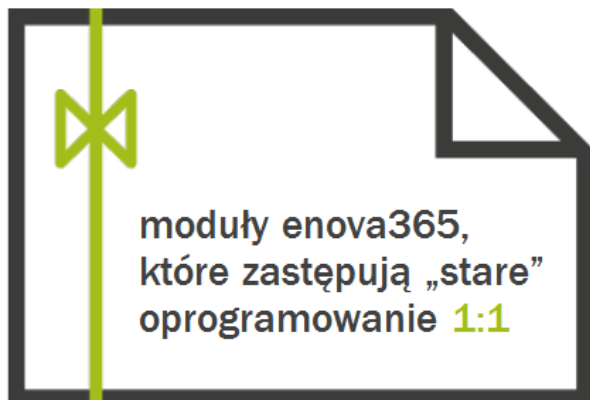 moduły enova365,
które zastępują „stare”
oprogramowanie 1:1